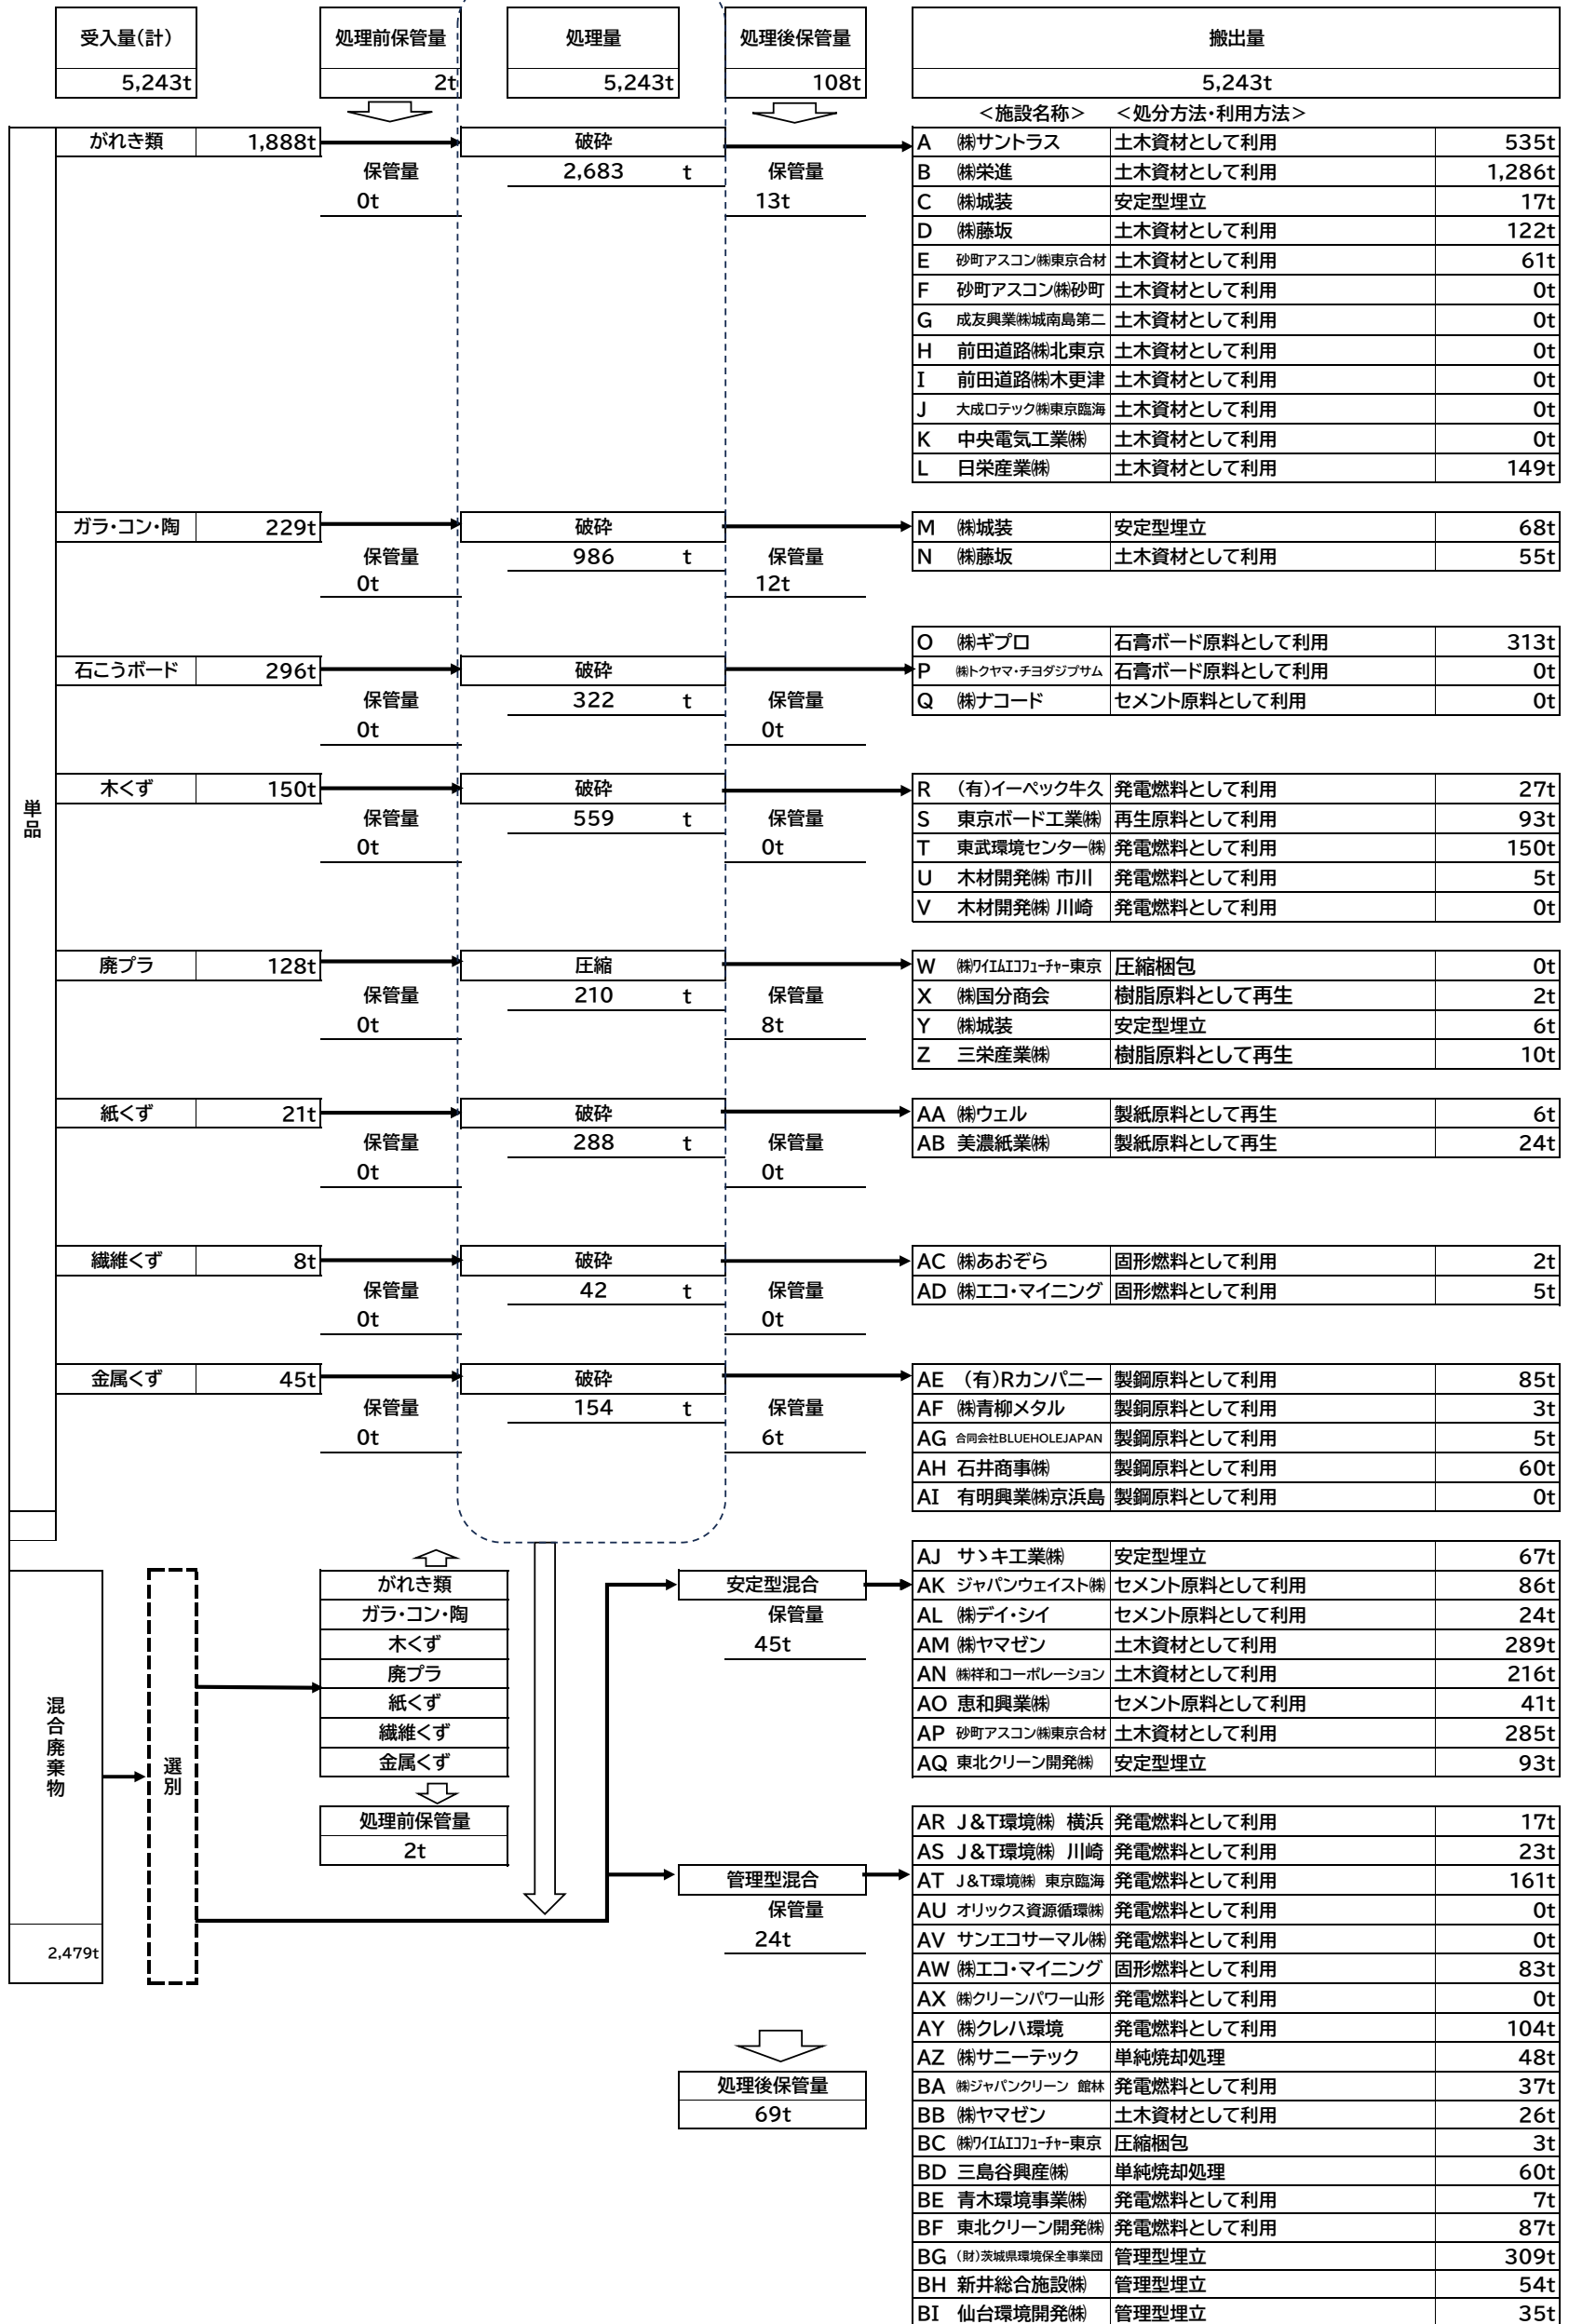 受入量(計) 処理前保管量 処理量 処理後保管量 搬出量
5,243t 2t 5,243t 108t 5,243t
<施設名称> <処分方法・利用方法>
がれき類 1,888t 破砕 A ㈱サントラス 土木資材として利用 535t
保管量 2,683 t 保管量 B ㈱栄進 土木資材として利用 1,286t
0t 13t C ㈱城装 安定型埋立 17t
D ㈱藤坂 土木資材として利用 122t
E 砂町アスコン㈱東京合材 土木資材として利用 61t
F 砂町アスコン㈱砂町 土木資材として利用 0t
G 成友興業㈱城南島第二 土木資材として利用 0t
H 前田道路㈱北東京 土木資材として利用 0t
I 前田道路㈱木更津 土木資材として利用 0t
J 大成ロテック㈱東京臨海 土木資材として利用 0t
K 中央電気工業㈱ 土木資材として利用 0t
L 日栄産業㈱ 土木資材として利用 149t
ガラ・コン・陶 229t 破砕 M ㈱城装 安定型埋立 68t
保管量 986 t 保管量 N ㈱藤坂 土木資材として利用 55t
0t 12t
O ㈱ギプロ 石膏ボード原料として利用 313t
石こうボード 296t 破砕 P ㈱トクヤマ・チヨダジプサム 石膏ボード原料として利用 0t
保管量 322 t 保管量 Q ㈱ナコード セメント原料として利用 0t
0t 0t
木くず 150t 破砕 R (有)イーペック牛久 発電燃料として利用 27t
単品
保管量 559 t 保管量 S 東京ボード工業㈱ 再生原料として利用 93t
0t 0t T 東武環境センター㈱ 発電燃料として利用 150t
U 木材開発㈱ 市川 発電燃料として利用 5t
V 木材開発㈱ 川崎 発電燃料として利用 0t
廃プラ 128t 圧縮 W ㈱ﾜｲｴﾑｴｺﾌｭｰﾁｬｰ東京 圧縮梱包 0t
保管量 210 t 保管量 X ㈱国分商会 樹脂原料として再生 2t
0t 8t Y ㈱城装 安定型埋立 6t
Z 三栄産業㈱ 樹脂原料として再生 10t
紙くず 21t 破砕 AA ㈱ウェル 製紙原料として再生 6t
保管量 288 t 保管量 AB 美濃紙業㈱ 製紙原料として再生 24t
0t 0t
繊維くず 8t 破砕 AC ㈱あおぞら 固形燃料として利用 2t
保管量 42 t 保管量 AD ㈱エコ・マイニング 固形燃料として利用 5t
0t 0t
金属くず 45t 破砕 AE (有)Rカンパニー 製鋼原料として利用 85t
保管量 154 t 保管量 AF ㈱青柳メタル 製銅原料として利用 3t
0t 6t AG 合同会社BLUEHOLEJAPAN 製鋼原料として利用 5t
AH 石井商事㈱ 製鋼原料として利用 60t
AI 有明興業㈱京浜島 製鋼原料として利用 0t
AJ サヽキ工業㈱ 安定型埋立 67t
がれき類 安定型混合 AK ジャパンウェイスト㈱ セメント原料として利用 86t
ガラ・コン・陶 保管量 AL ㈱デイ・シイ セメント原料として利用 24t
木くず 45t AM ㈱ヤマゼン 土木資材として利用 289t
廃プラ AN ㈱祥和コーポレーション 土木資材として利用 216t
紙くず AO 恵和興業㈱ セメント原料として利用 41t
繊維くず AP 砂町アスコン㈱東京合材 土木資材として利用 285t
金属くず AQ 東北クリーン開発㈱ 安定型埋立 93t
混合廃棄物
選別
処理前保管量 AR J&T環境㈱ 横浜 発電燃料として利用 17t
2t AS J&T環境㈱ 川崎 発電燃料として利用 23t
管理型混合 AT J&T環境㈱ 東京臨海 発電燃料として利用 161t
保管量 AU オリックス資源循環㈱ 発電燃料として利用 0t
2,479t 24t AV サンエコサーマル㈱ 発電燃料として利用 0t
AW ㈱エコ・マイニング 固形燃料として利用 83t
AX ㈱クリーンパワー山形 発電燃料として利用 0t
AY ㈱クレハ環境 発電燃料として利用 104t
AZ ㈱サニーテック 単純焼却処理 48t
処理後保管量 BA ㈱ジャパンクリーン 館林 発電燃料として利用 37t
69t BB ㈱ヤマゼン 土木資材として利用 26t
BC ㈱ﾜｲｴﾑｴｺﾌｭｰﾁｬｰ東京 圧縮梱包 3t
BD 三島谷興産㈱ 単純焼却処理 60t
BE 青木環境事業㈱ 発電燃料として利用 7t
BF 東北クリーン開発㈱ 発電燃料として利用 87t
BG (財)茨城県環境保全事業団 管理型埋立 309t
BH 新井総合施設㈱ 管理型埋立 54t
BI 仙台環境開発㈱ 管理型埋立 35t